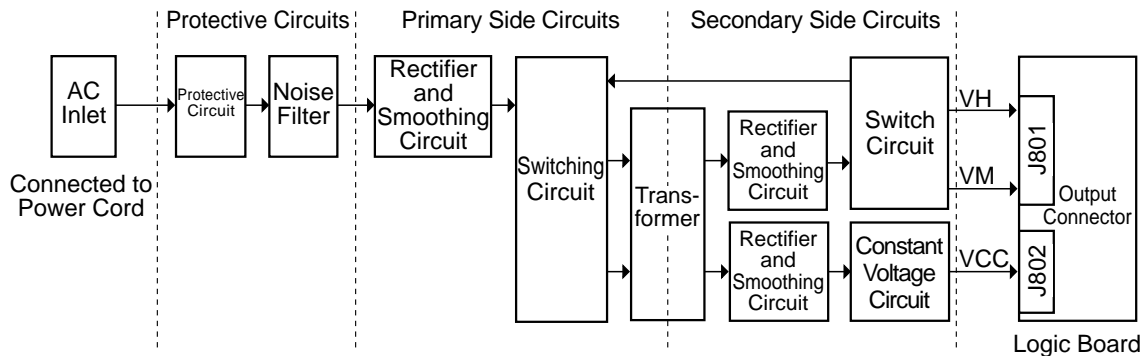 Protective Circuits
Primary Side Circuits
Secondary Side Circuits
AC
Inlet
Connected to
Power Cord
Protective
Circuit
Noise
Filter
Rectifier
and
Smoothing
Circuit
Switching
Circuit
Trans-
former
Rectifier
and
Smoothing
Circuit
Rectifier
and
Smoothing
Circuit
Switch
Circuit
Constant
Voltage
Circuit
VH
VM
VCC
J801
J802
Output
Connector
Logic Board